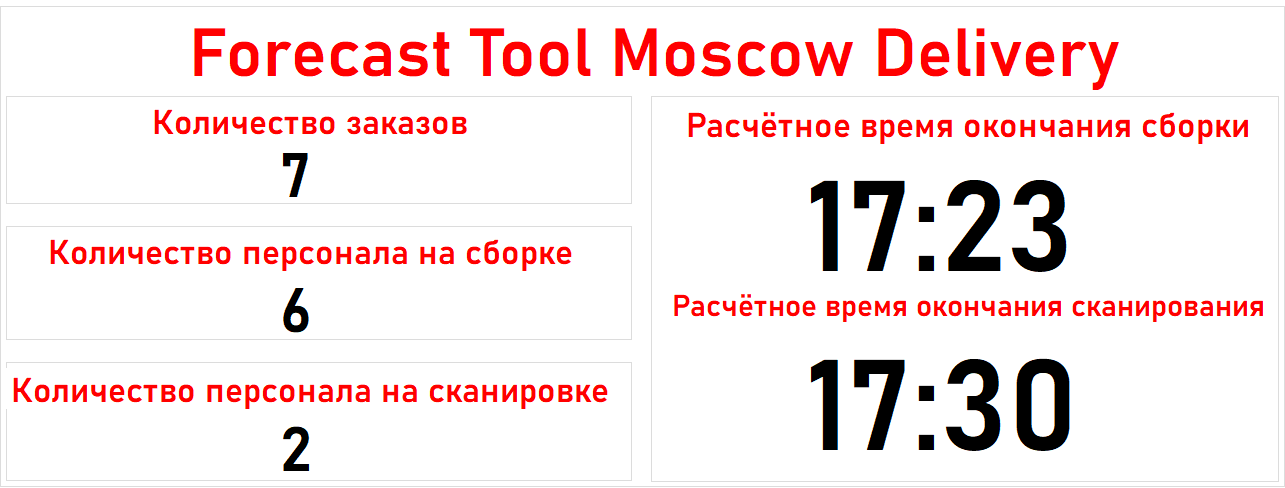 Forecast Tool Moscow Delivery
Количество заказов
7
Количество персонала на сборке
6
Количество персонала на сканировке
2
Расчётное время окончания сборки
17:23
Расчётное время окончания сканирования
17:30